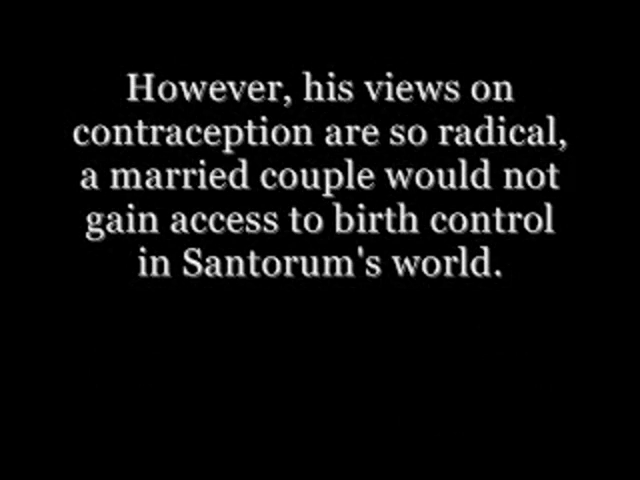 However, his views on
contraception are so radical,
a married couple would not
gain access to birth control
in Santorum's world.